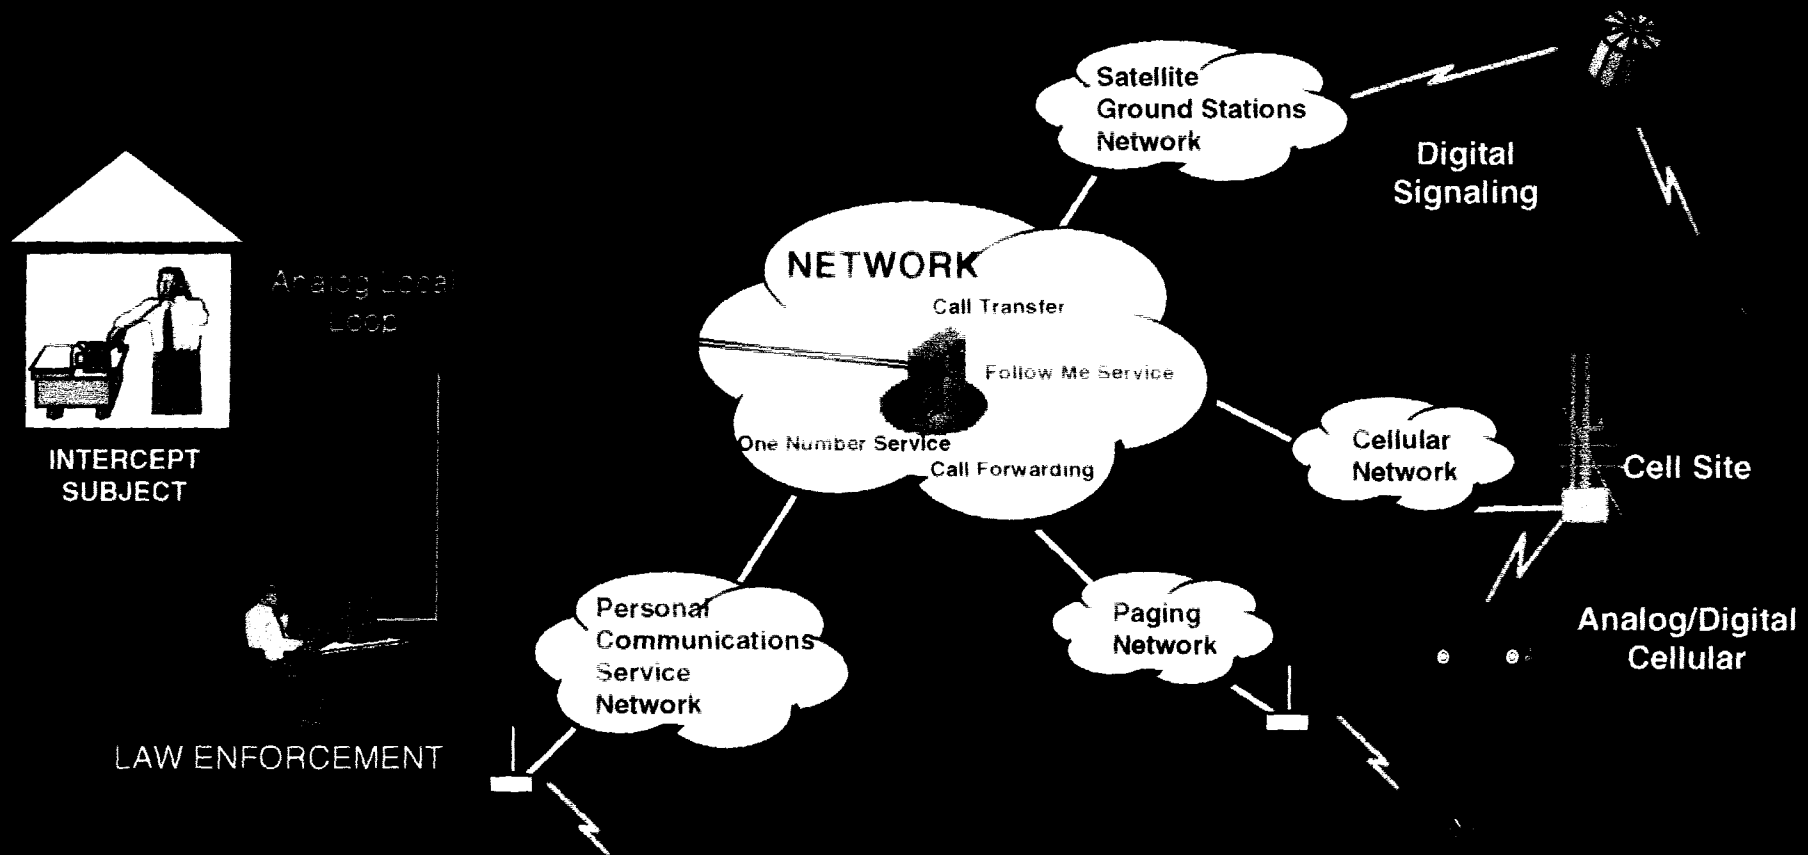 Satellite
Ground Stations
Network
Digital
Signaling
NETWORK
Call Transfer
Follow Me Service
One Number Service
Call Forwarding
Analog Local
Loop
INTERCEPT
SUBJECT
Cellular
Network
Cell Site
Personal
Communications
Service
Network
Paging
Network
Analog/Digital
Cellular
LAW ENFORCEMENT